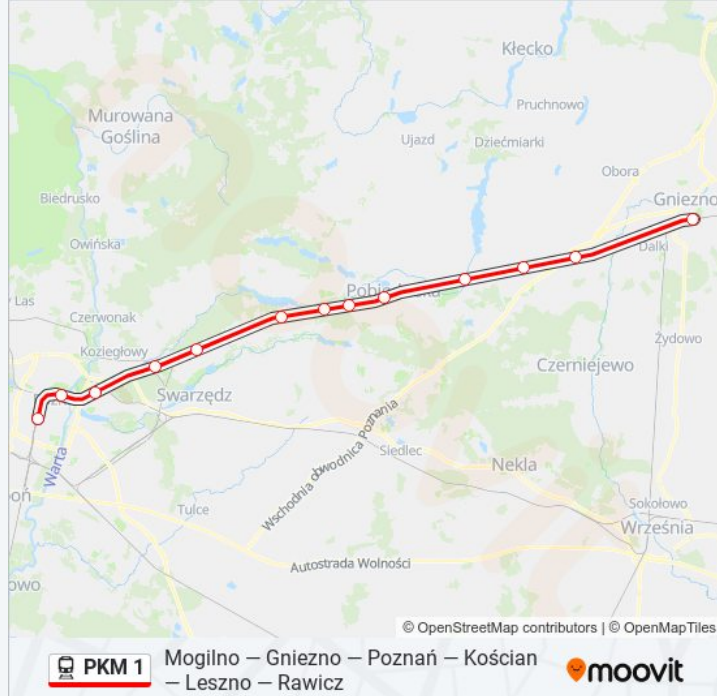 Kłecko
Pruchnowo
Murowana
Goślina
Ujazd
Dziećmiarki
Obora
Biedrusko
Gniezno
Owińska
Dalki
y Las
Czerwonak
Żydowo
Koziegłowy
Czerniejewo
Swarzędz
Wschodnia obwodnica Poznania
Siedlec
Warta
Nekla
oń
Sokołowo
Tulce
Września
Autostrada Wolności
owo
© OpenStreetMap contributors | © OpenMapTiles
PKM 1
Mogilno — Gniezno — Poznań — Kościan
— Leszno — Rawicz
moovit